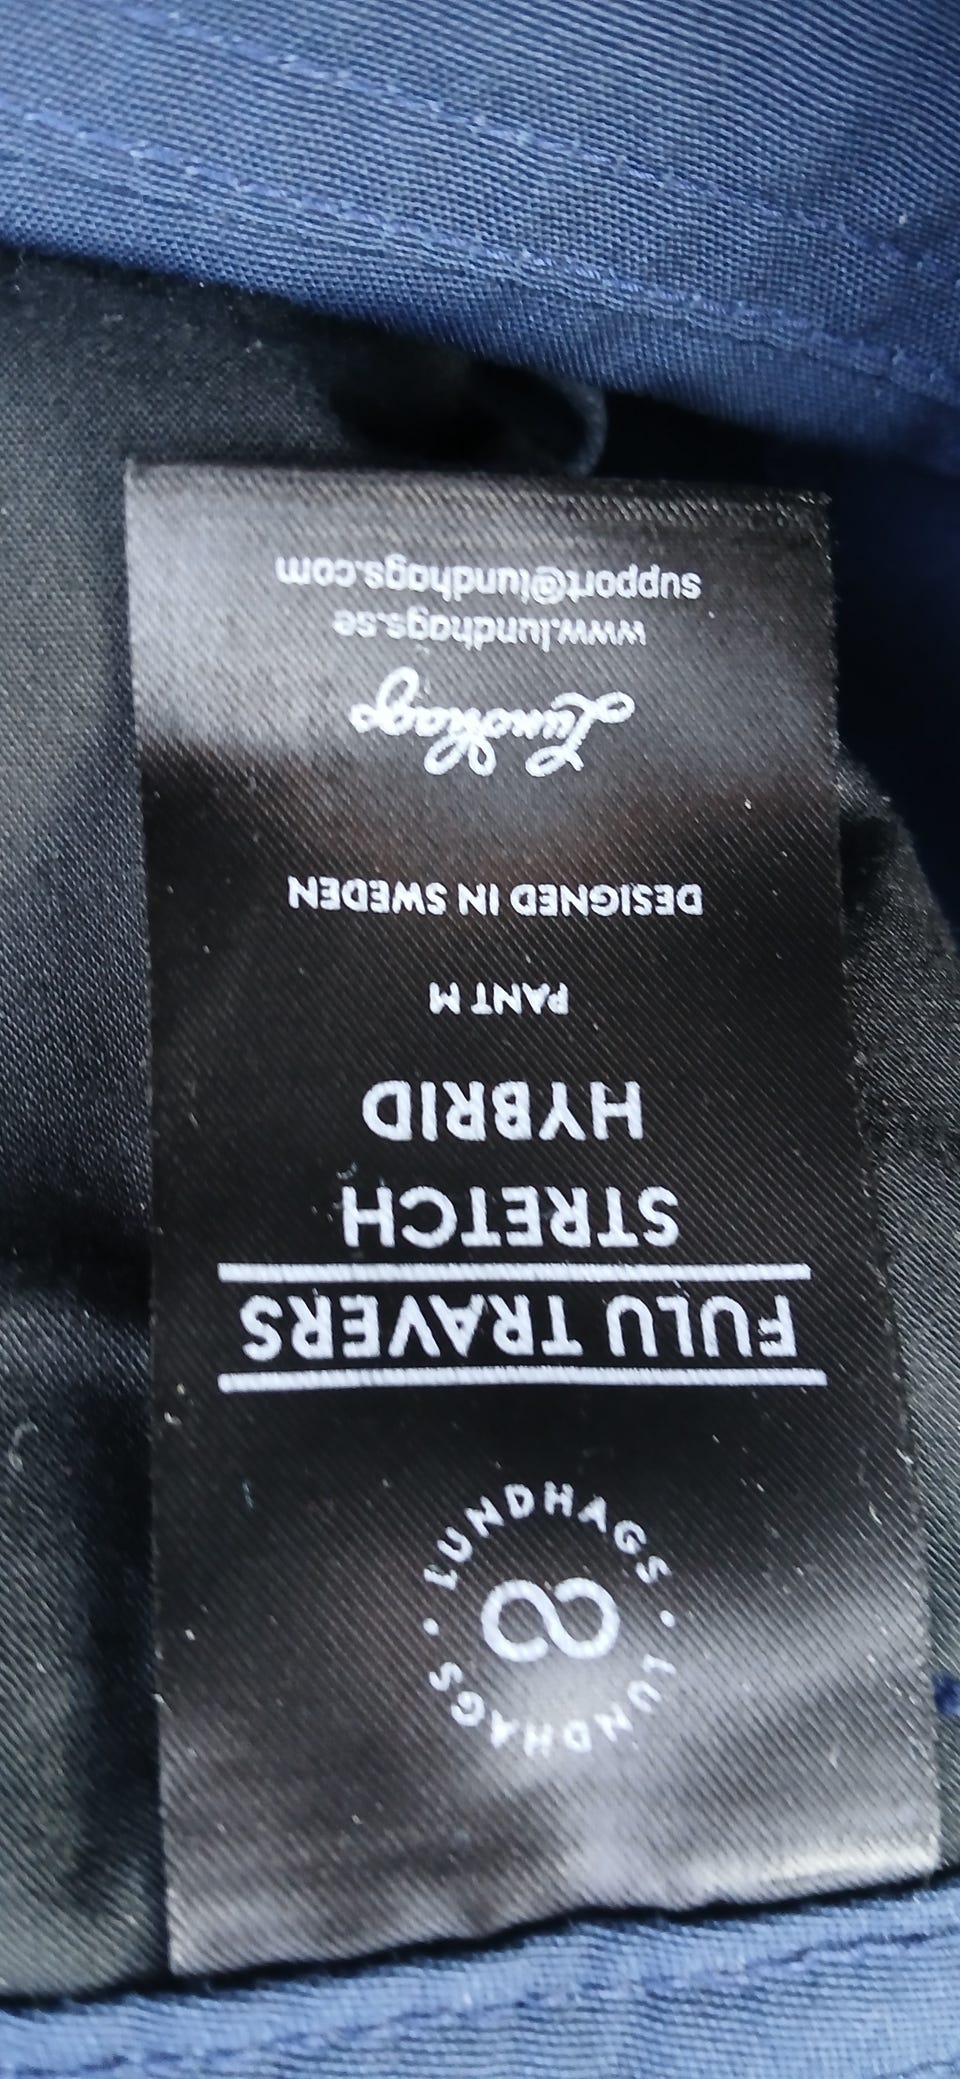 LUNDHAGS · LUNDHAGS ·
FULU TRAVERS
STRETCH
HYBRID
PANT M
DESIGNED IN SWEDEN
Lundhags
www.lundhags.se
support@lundhags.com